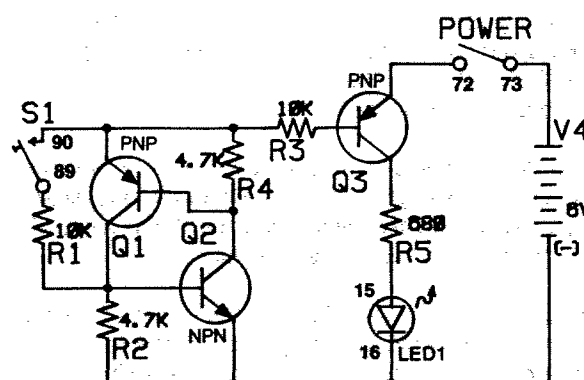 POWER
72 73
S1
90
89
PNP
10K
R3
PNP
4.7K
R4
Q3
V4
6V
(-)
10K
R1
Q1
Q2
680
R5
4.7K
R2
NPN
15
16
LED1